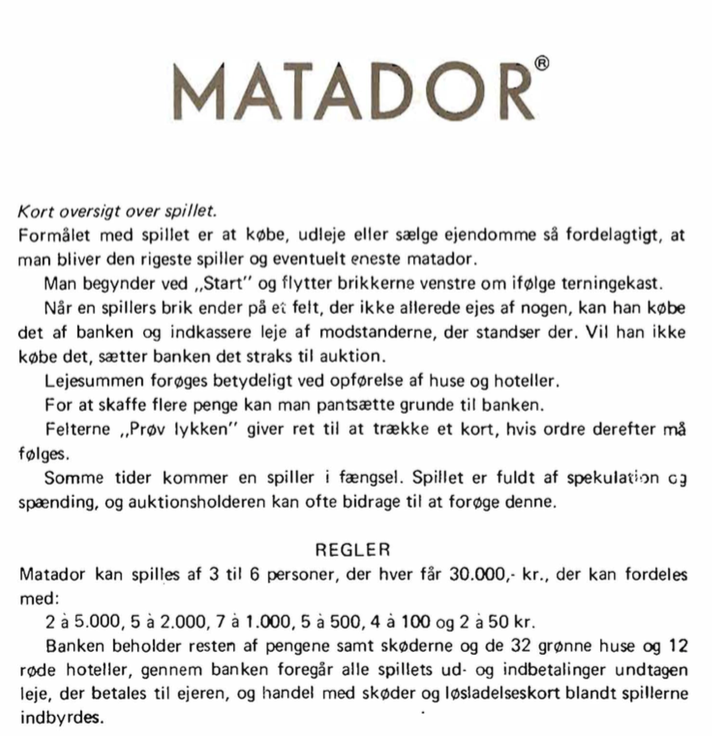 MATADOR®
Kort oversigt over spillet.
Formålet med spillet er at købe, udleje eller sælge ejendomme så fordelagtigt, at
man bliver den rigeste spiller og eventuelt eneste matador.
Man begynder ved „Start” og flytter brikkerne venstre om ifølge terningekast.
Når en spillers brik ender på et felt, der ikke allerede ejes af nogen, kan han købe
det af banken og indkassere leje af modstanderne, der standser der. Vil han ikke
købe det, sætter banken det straks til auktion.
Lejesummen forøges betydeligt ved opførelse af huse og hoteller.
For at skaffe flere penge kan man pantsætte grunde til banken.
Felterne „Prøv lykken” giver ret til at trække et kort, hvis ordre derefter må
følges.
Somme tider kommer en spiller i fængsel. Spillet er fuldt af spekulation og
spænding, og auktionsholderen kan ofte bidrage til at forøge denne.
REGLER
Matador kan spilles af 3 til 6 personer, der hver får 30.000,- kr., der kan fordeles
med:
2 à 5.000, 5 à 2.000, 7 à 1.000, 5 à 500, 4 à 100 og 2 à 50 kr.
Banken beholder resten af pengene samt skøderne og de 32 grønne huse og 12
røde hoteller, gennem banken foregår alle spillets ud- og indbetalinger undtagen
leje, der betales til ejeren, og handel med skøder og løsladelseskort blandt spillerne
indbyrdes.